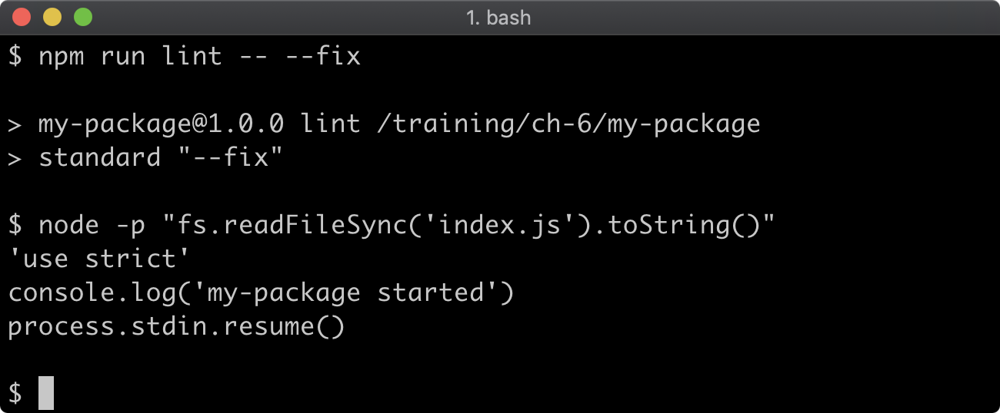 1. bash
$ npm run lint -- --fix
> my-package@1.0.0 lint /training/ch-6/my-package
> standard "--fix"
$ node -p "fs.readFileSync('index.js').toString()"
'use strict'
console.log('my-package started')
process.stdin.resume()
$